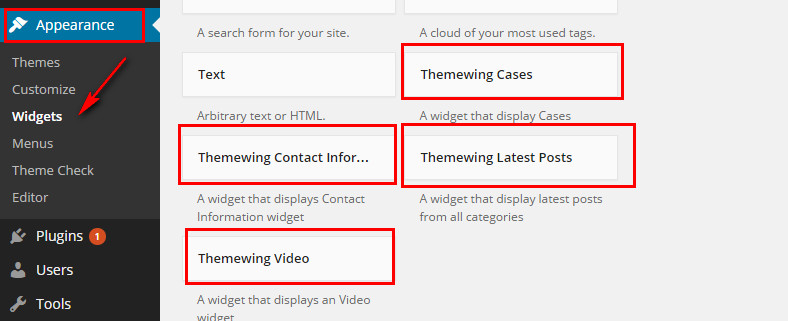 Appearance
Themes
Customize
Widgets
Menus
Theme Check
Editor
Plugins 1
Users
Tools
A search form for your site.
A cloud of your most used tags.
Text
Themewing Cases
Arbitrary text or HTML.
A widget that display Cases
Themewing Contact Infor...
Themewing Latest Posts
A widget that displays Contact
Information widget
A widget that display latest posts
from all categories
Themewing Video
A widget that displays an Video
widget